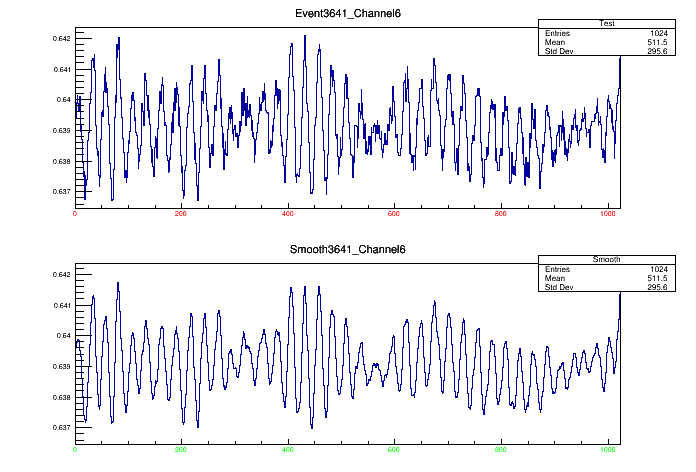 Event3641_Channel6
Test
Entries 1024
Mean 511.5
Std Dev 295.6
0.642
0.641
0.64
0.639
0.638
0.637
0 200 400 600 800 1000
Smooth3641_Channel6
Smooth
Entries 1024
Mean 511.5
Std Dev 295.6
0.642
0.641
0.64
0.639
0.638
0.637
0 200 400 600 800 1000